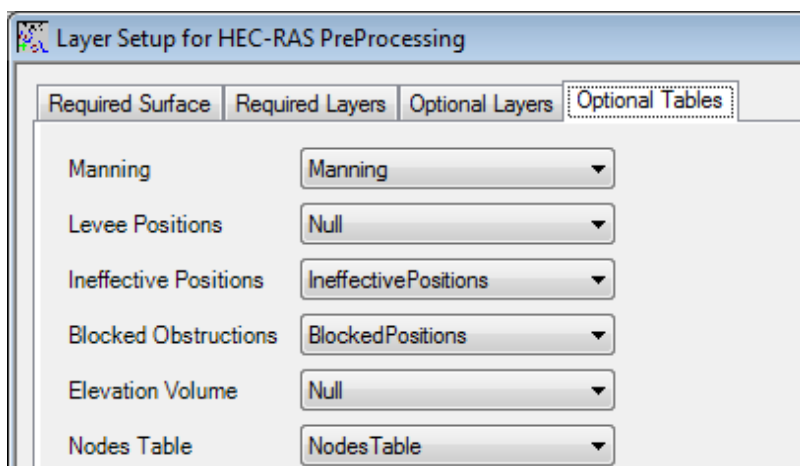 Layer Setup for HEC-RAS PreProcessing
Required Surface Required Layers Optional Layers Optional Tables
Manning Manning
Levee Positions Null
Ineffective Positions IneffectivePositions
Blocked Obstructions BlockedPositions
Elevation Volume Null
Nodes Table NodesTable